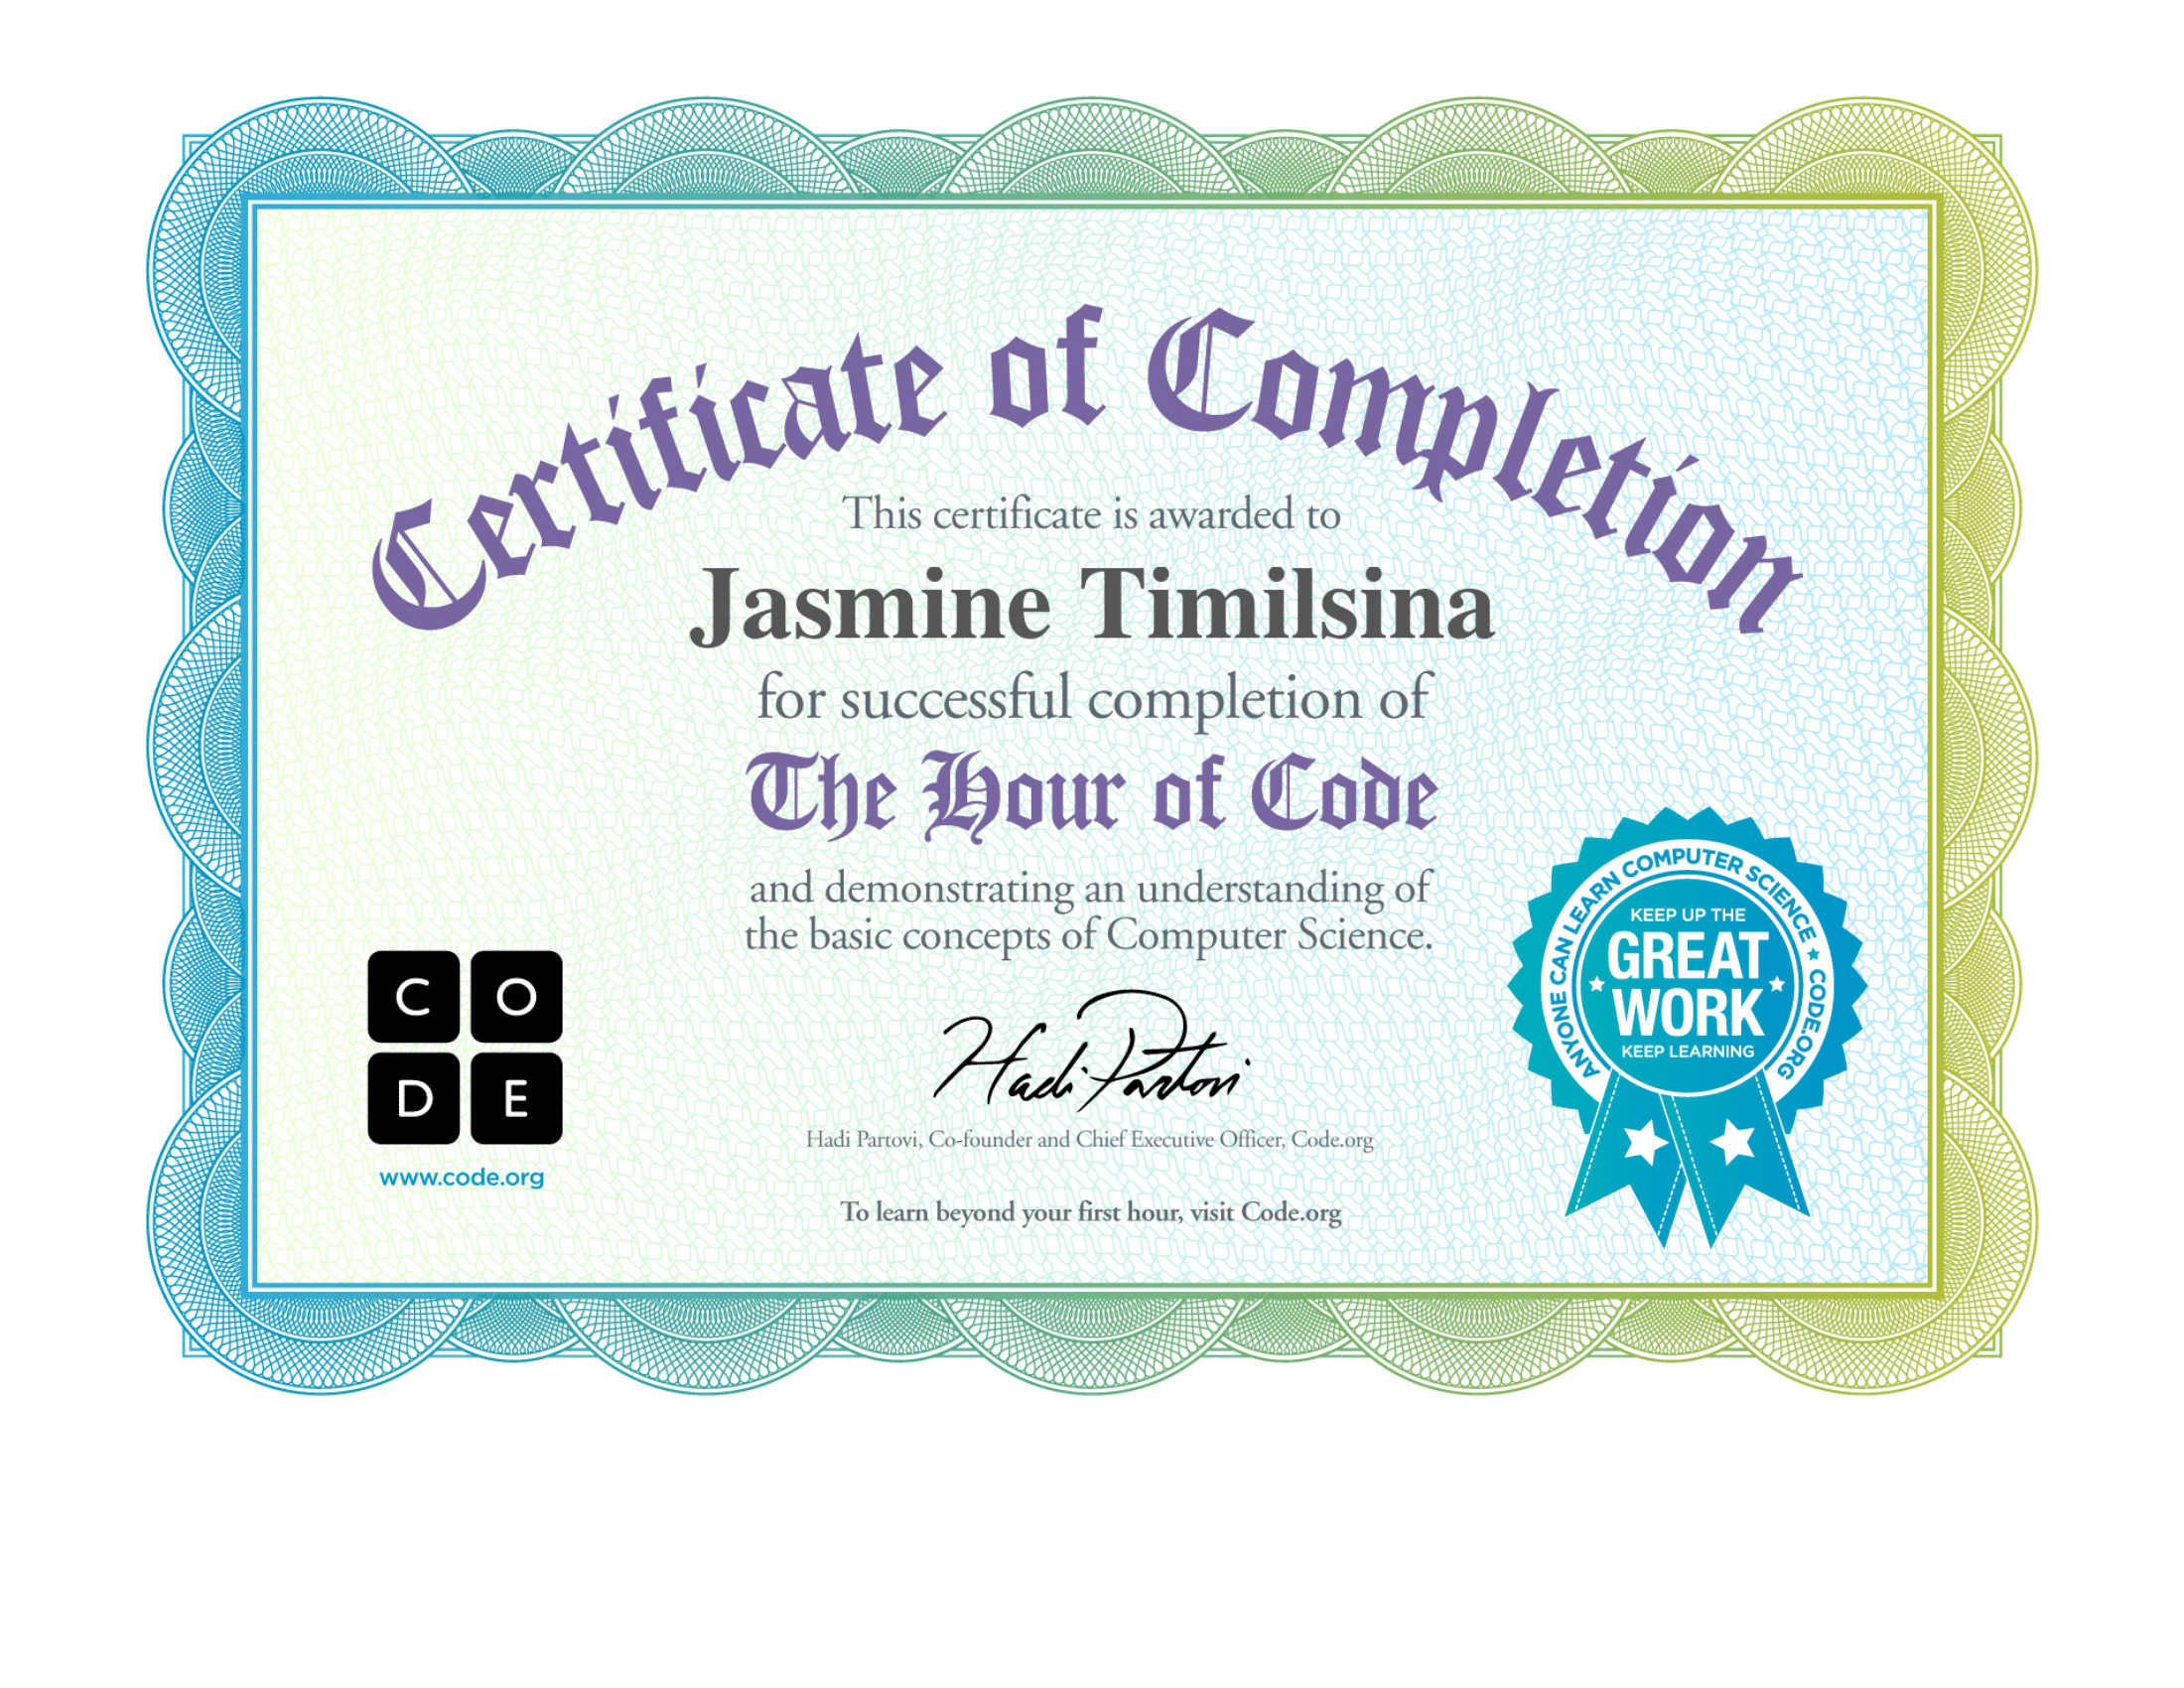 Certificate of Completion
This certificate is awarded to
Jasmine Timilsina
for successful completion of
The Hour of Code
and demonstrating an understanding of
the basic concepts of Computer Science.
C O
D E
www.code.org
Hadi Partovi
Hadi Partovi, Co-founder and Chief Executive Officer, Code.org
To learn beyond your first hour, visit Code.org
ANYONE CAN LEARN COMPUTER SCIENCE ★ CODE.ORG
KEEP UP THE
GREAT
WORK
KEEP LEARNING